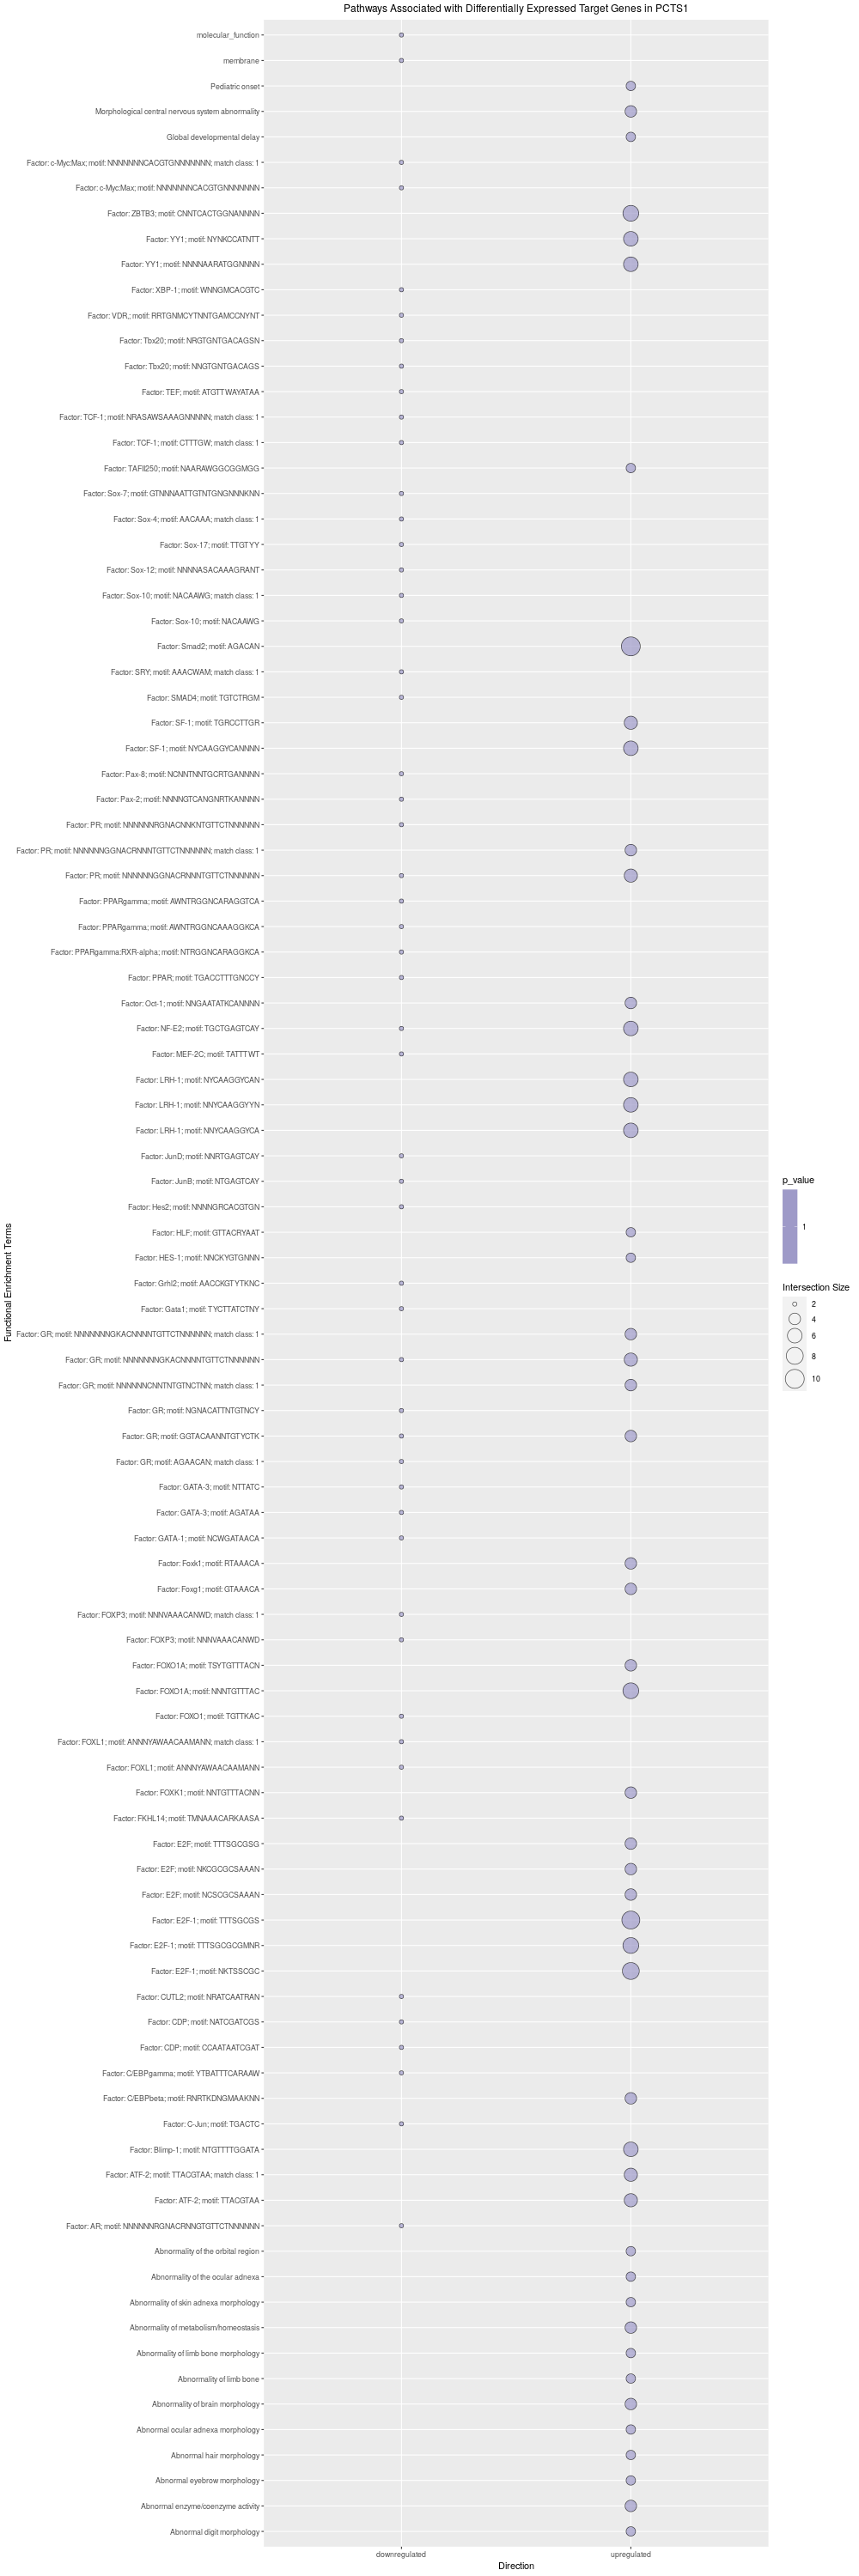 Pathways Associated with Differentially Expressed Target Genes in PCTS1
Functional Enrichment Terms
molecular_function
membrane
Pediatric onset
Morphological central nervous system abnormality
Global developmental delay
Factor: c-Myc:Max; motif: NNNNNNNCACGTGNNNNNNN; match class: 1
Factor: c-Myc:Max; motif: NNNNNNNCACGTGNNNNNNN
Factor: ZBTB3; motif: CNNTCACTGGNANNNN
Factor: YY1; motif: NYNKCCATNTT
Factor: YY1; motif: NNNNAARATGGNNNN
Factor: XBP-1; motif: WNNGMCACGTC
Factor: VDR,; motif: RRTGNMCYTNNTGAMCCNYNT
Factor: Tbx20; motif: NRGTGNTGACAGSN
Factor: Tbx20; motif: NNGTGNTGACAGS
Factor: TEF; motif: ATGTTWAYATAA
Factor: TCF-1; motif: NRASAWSAAAGNNNNN; match class: 1
Factor: TCF-1; motif: CTTTGW; match class: 1
Factor: TAFII250; motif: NAARAWGGCGGMGG
Factor: Sox-7; motif: GTNNNAATTGTNTGNGNNNKNN
Factor: Sox-4; motif: AACAAA; match class: 1
Factor: Sox-17; motif: TTGTYY
Factor: Sox-12; motif: NNNNASACAAAGRANT
Factor: Sox-10; motif: NACAAWG; match class: 1
Factor: Sox-10; motif: NACAAWG
Factor: Smad2; motif: AGACAN
Factor: SRY; motif: AAACWAM; match class: 1
Factor: SMAD4; motif: TGTCTRGM
Factor: SF-1; motif: TGRCCTTGR
Factor: SF-1; motif: NYCAAGGYCANNNN
Factor: Pax-8; motif: NCNNTNNTGCRTGANNNN
Factor: Pax-2; motif: NNNNGTCANGNRTKANNNN
Factor: PR; motif: NNNNNNRGNACNNKNTGTTCTNNNNNN
Factor: PR; motif: NNNNNNGGNACRNNNTGTTCTNNNNNN; match class: 1
Factor: PR; motif: NNNNNNGGNACRNNNTGTTCTNNNNNN
Factor: PPARgamma; motif: AWNTRGGNCARAGGTCA
Factor: PPARgamma; motif: AWNTRGGNCAAAGGKCA
Factor: PPARgamma:RXR-alpha; motif: NTRGGNCARAGGKCA
Factor: PPAR; motif: TGACCTTTGNCCY
Factor: Oct-1; motif: NNGAATATKCANNNN
Factor: NF-E2; motif: TGCTGAGTCAY
Factor: MEF-2C; motif: TATTTWT
Factor: LRH-1; motif: NYCAAGGYCAN
Factor: LRH-1; motif: NNYCAAGGYYN
Factor: LRH-1; motif: NNYCAAGGYCA
Factor: JunD; motif: NNRTGAGTCAY
Factor: JunB; motif: NTGAGTCAY
Factor: Hes2; motif: NNNNGRCACGTGN
Factor: HLF; motif: GTTACRYAAT
Factor: HES-1; motif: NNCKYGTGNNN
Factor: Grhl2; motif: AACCKGTYTKNC
Factor: Gata1; motif: TYCTTATCTNY
Factor: GR; motif: NNNNNNNGKACNNNNTGTTCTNNNNNN; match class: 1
Factor: GR; motif: NNNNNNNGKACNNNNTGTTCTNNNNNN
Factor: GR; motif: NNNNNNCNNTNTGTNCTNN; match class: 1
Factor: GR; motif: NGNACATTNTGTNCY
Factor: GR; motif: GGTACAANNTGTYCTK
Factor: GR; motif: AGAACAN; match class: 1
Factor: GATA-3; motif: NTTATC
Factor: GATA-3; motif: AGATAA
Factor: GATA-1; motif: NCWGATAACA
Factor: Foxk1; motif: RTAAACA
Factor: Foxg1; motif: GTAAACA
Factor: FOXP3; motif: NNNVAAACANWD; match class: 1
Factor: FOXP3; motif: NNNVAAACANWD
Factor: FOXO1A; motif: TSYTGTTTACN
Factor: FOXO1A; motif: NNNTGTTTAC
Factor: FOXO1; motif: TGTTKAC
Factor: FOXL1; motif: ANNNYAWAACAAMANN; match class: 1
Factor: FOXL1; motif: ANNNYAWAACAAMANN
Factor: FOXK1; motif: NNTGTTTACNN
Factor: FKHL14; motif: TMNAAACARKAASA
Factor: E2F; motif: TTTSGCGSG
Factor: E2F; motif: NKCGCGCSAAAN
Factor: E2F; motif: NCSCGCSAAAN
Factor: E2F-1; motif: TTTSGCGS
Factor: E2F-1; motif: TTTSGCGCGMNR
Factor: E2F-1; motif: NKTSSCGC
Factor: CUTL2; motif: NRATCAATRAN
Factor: CDP; motif: NATCGATCGS
Factor: CDP; motif: CCAATAATCGAT
Factor: C/EBPgamma; motif: YTBATTTCARAAW
Factor: C/EBPbeta; motif: RNRTKDNGMAAKNN
Factor: C-Jun; motif: TGACTC
Factor: Blimp-1; motif: NTGTTTTGGATA
Factor: ATF-2; motif: TTACGTAA; match class: 1
Factor: ATF-2; motif: TTACGTAA
Factor: AR; motif: NNNNNNRGNACRNNGTGTTCTNNNNNN
Abnormality of the orbital region
Abnormality of the ocular adnexa
Abnormality of skin adnexa morphology
Abnormality of metabolism/homeostasis
Abnormality of limb bone morphology
Abnormality of limb bone
Abnormality of brain morphology
Abnormal ocular adnexa morphology
Abnormal hair morphology
Abnormal eyebrow morphology
Abnormal enzyme/coenzyme activity
Abnormal digit morphology
downregulated
upregulated
Direction
p_value
1
Intersection Size
2
4
6
8
10